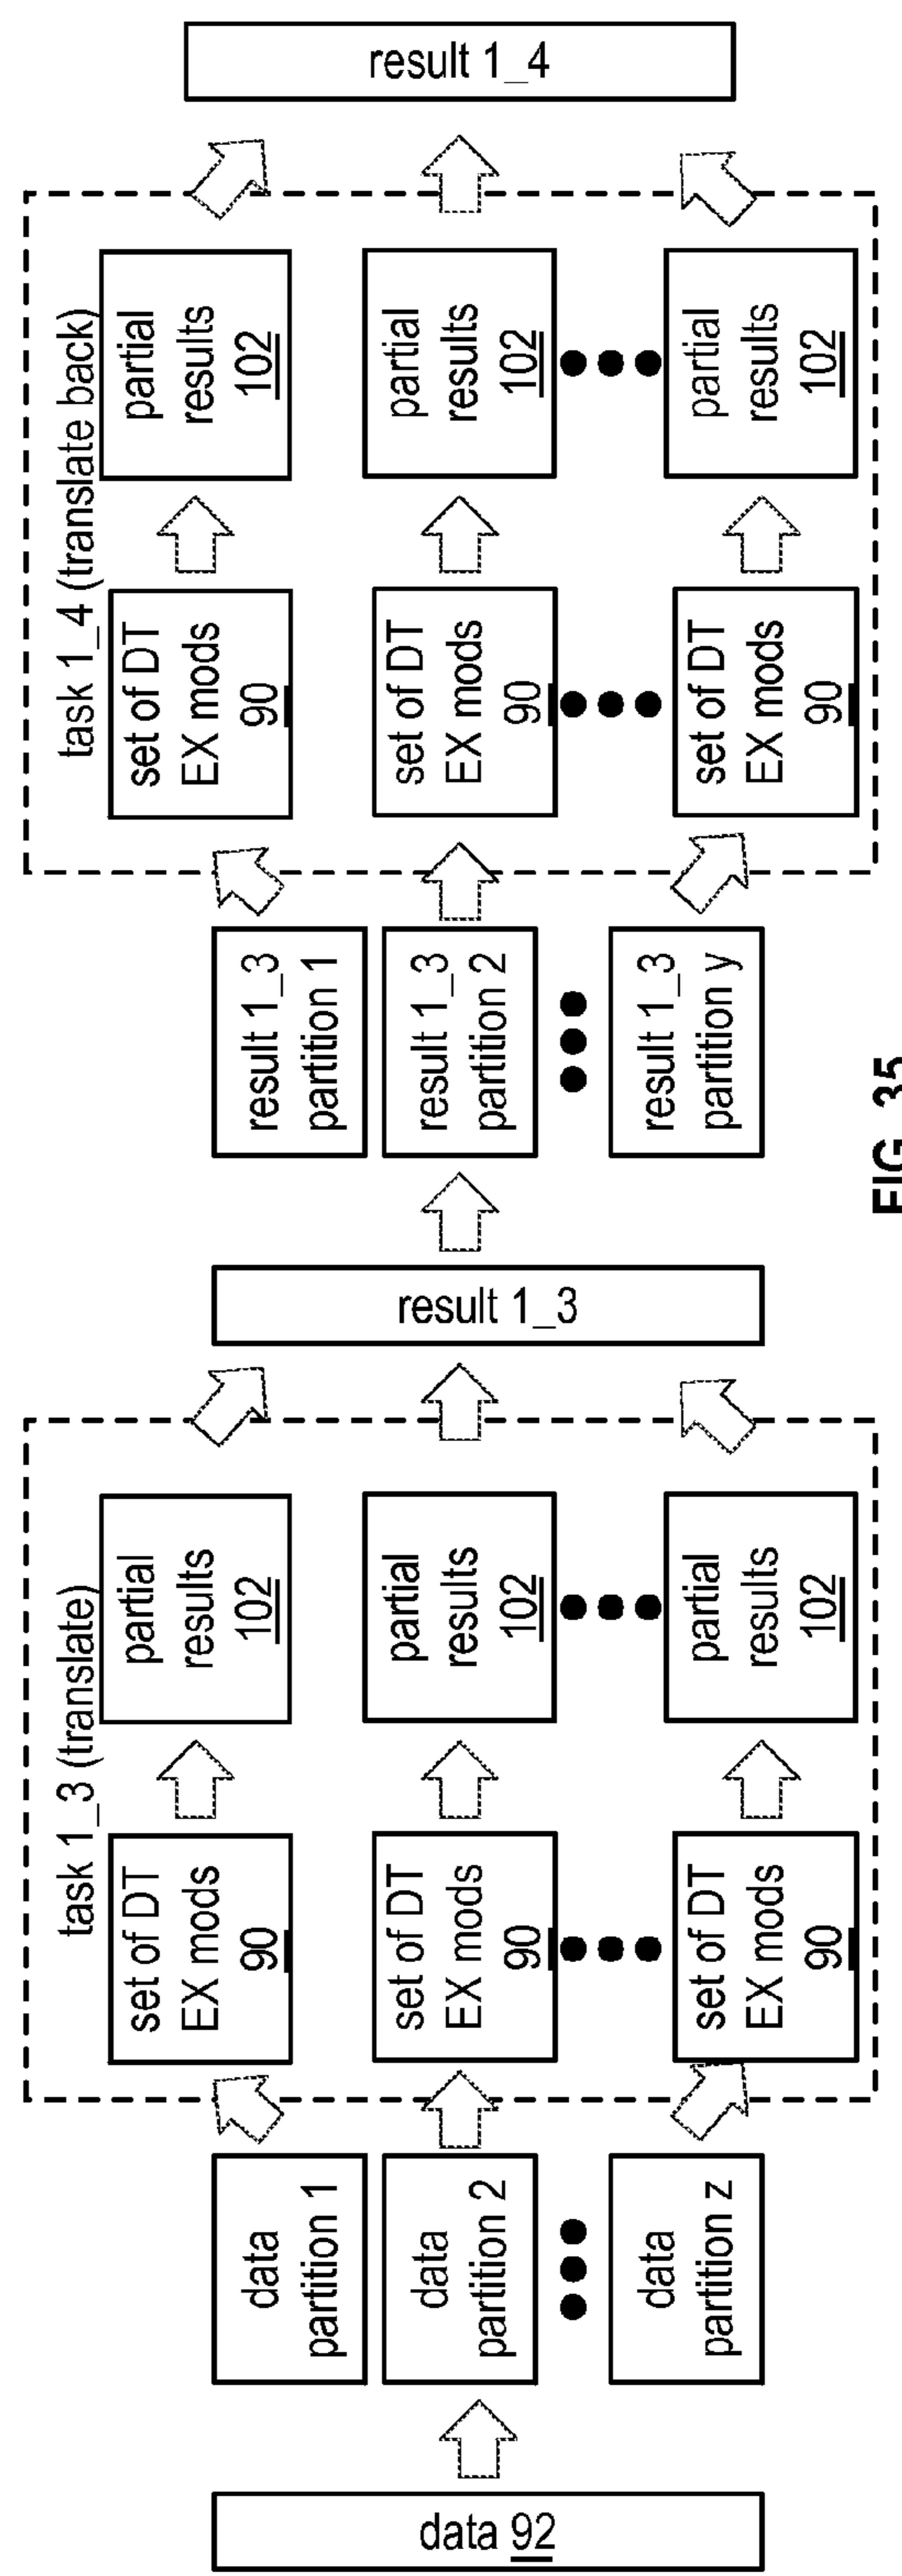 data 92
data
partition 1
data
partition 2
data
partition z
task 1_3 (translate)
set of DT
EX mods
90
partial
results
102
set of DT
EX mods
90
partial
results
102
set of DT
EX mods
90
partial
results
102
result 1_3
result 1_3
partition 1
result 1_3
partition 2
result 1_3
partition y
task 1_4 (translate back)
set of DT
EX mods
90
partial
results
102
set of DT
EX mods
90
partial
results
102
set of DT
EX mods
90
partial
results
102
result 1_4
FIG. 35